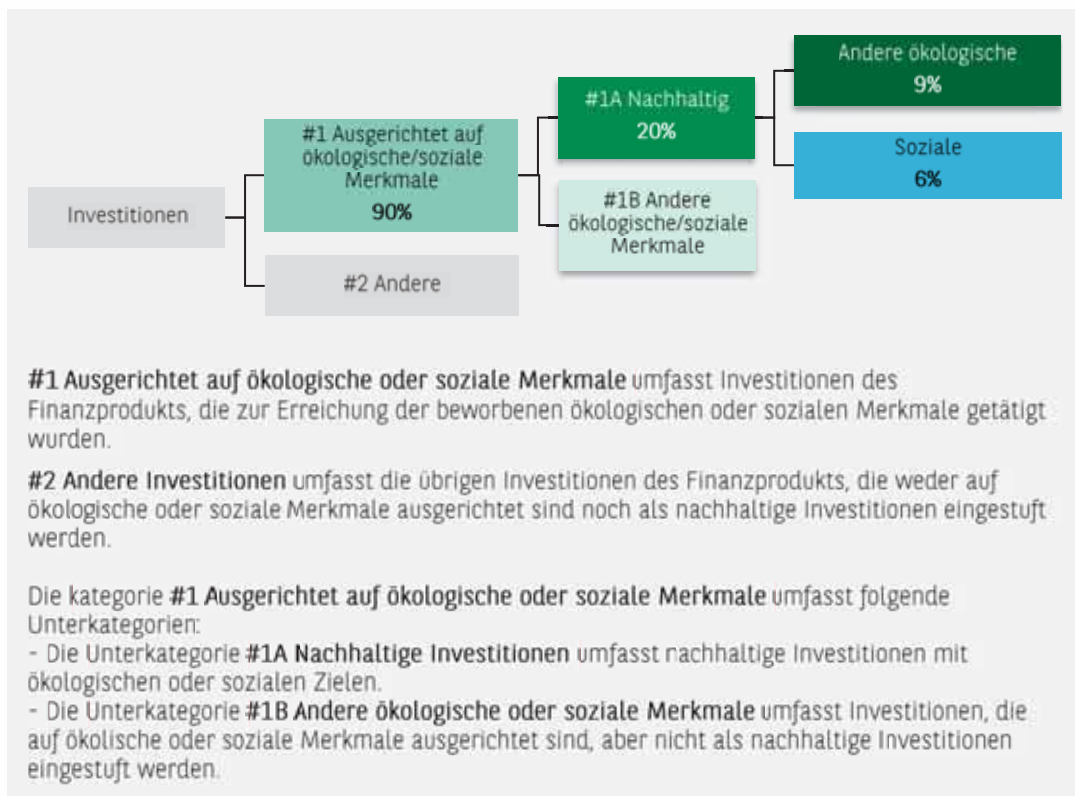 Andere ökologische
9%
#1A Nachhaltig
20%
#1 Ausgerichtet auf
ökologische/soziale
Merkmale
90%
Soziale
6%
Investitionen
#1B Andere
ökologische/soziale
Merkmale
#2 Andere
#1 Ausgerichtet auf ökologische oder soziale Merkmale umfasst Investitionen des
Finanzprodukts, die zur Erreichung der beworbenen ökologischen oder sozialen Merkmale getätigt
wurden.
#2 Andere Investitionen umfasst die übrigen Investitionen des Finanzprodukts, die weder auf
ökologische oder soziale Merkmale ausgerichtet sind noch als nachhaltige Investitionen eingestuft
werden.
Die kategorie #1 Ausgerichtet auf ökologische oder soziale Merkmale umfasst folgende
Unterkategorien:
- Die Unterkategorie #1A Nachhaltige Investitionen umfasst nachhaltige Investitionen mit
ökologischen oder sozialen Zielen.
- Die Unterkategorie #1B Andere ökologische oder soziale Merkmale umfasst Investitionen, die
auf ökolische oder soziale Merkmale ausgerichtet sind, aber nicht als nachhaltige Investitionen
eingestuft werden.